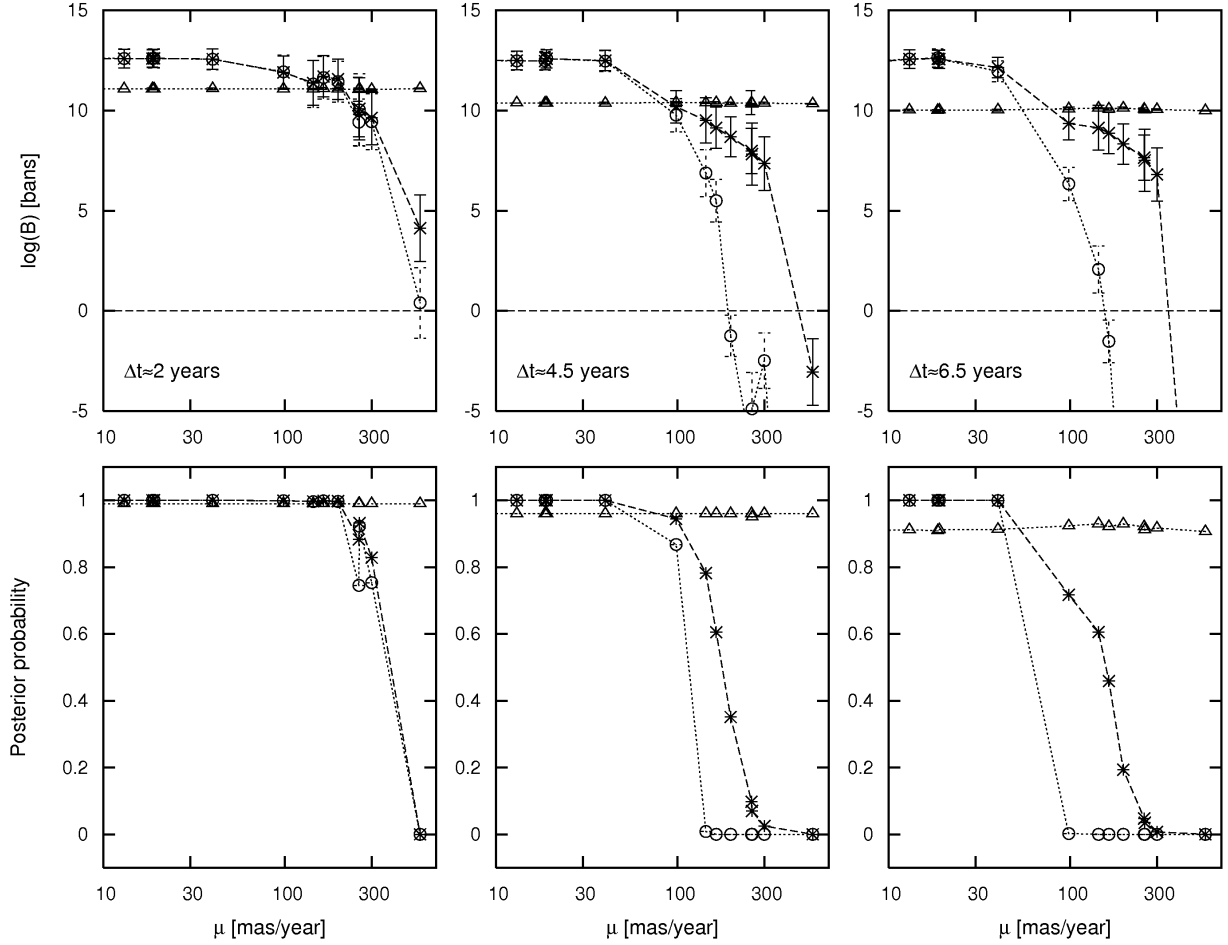 15
10
5
0
-5
log(B) [bans]
Δt≈2 years
10 30 100 300
15
10
5
0
-5
Δt≈4.5 years
10 30 100 300
15
10
5
0
-5
Δt≈6.5 years
10 30 100 300
1
0.8
0.6
0.4
0.2
0
Posterior probability
10 30 100 300
μ [mas/year]
1
0.8
0.6
0.4
0.2
0
10 30 100 300
μ [mas/year]
1
0.8
0.6
0.4
0.2
0
10 30 100 300
μ [mas/year]